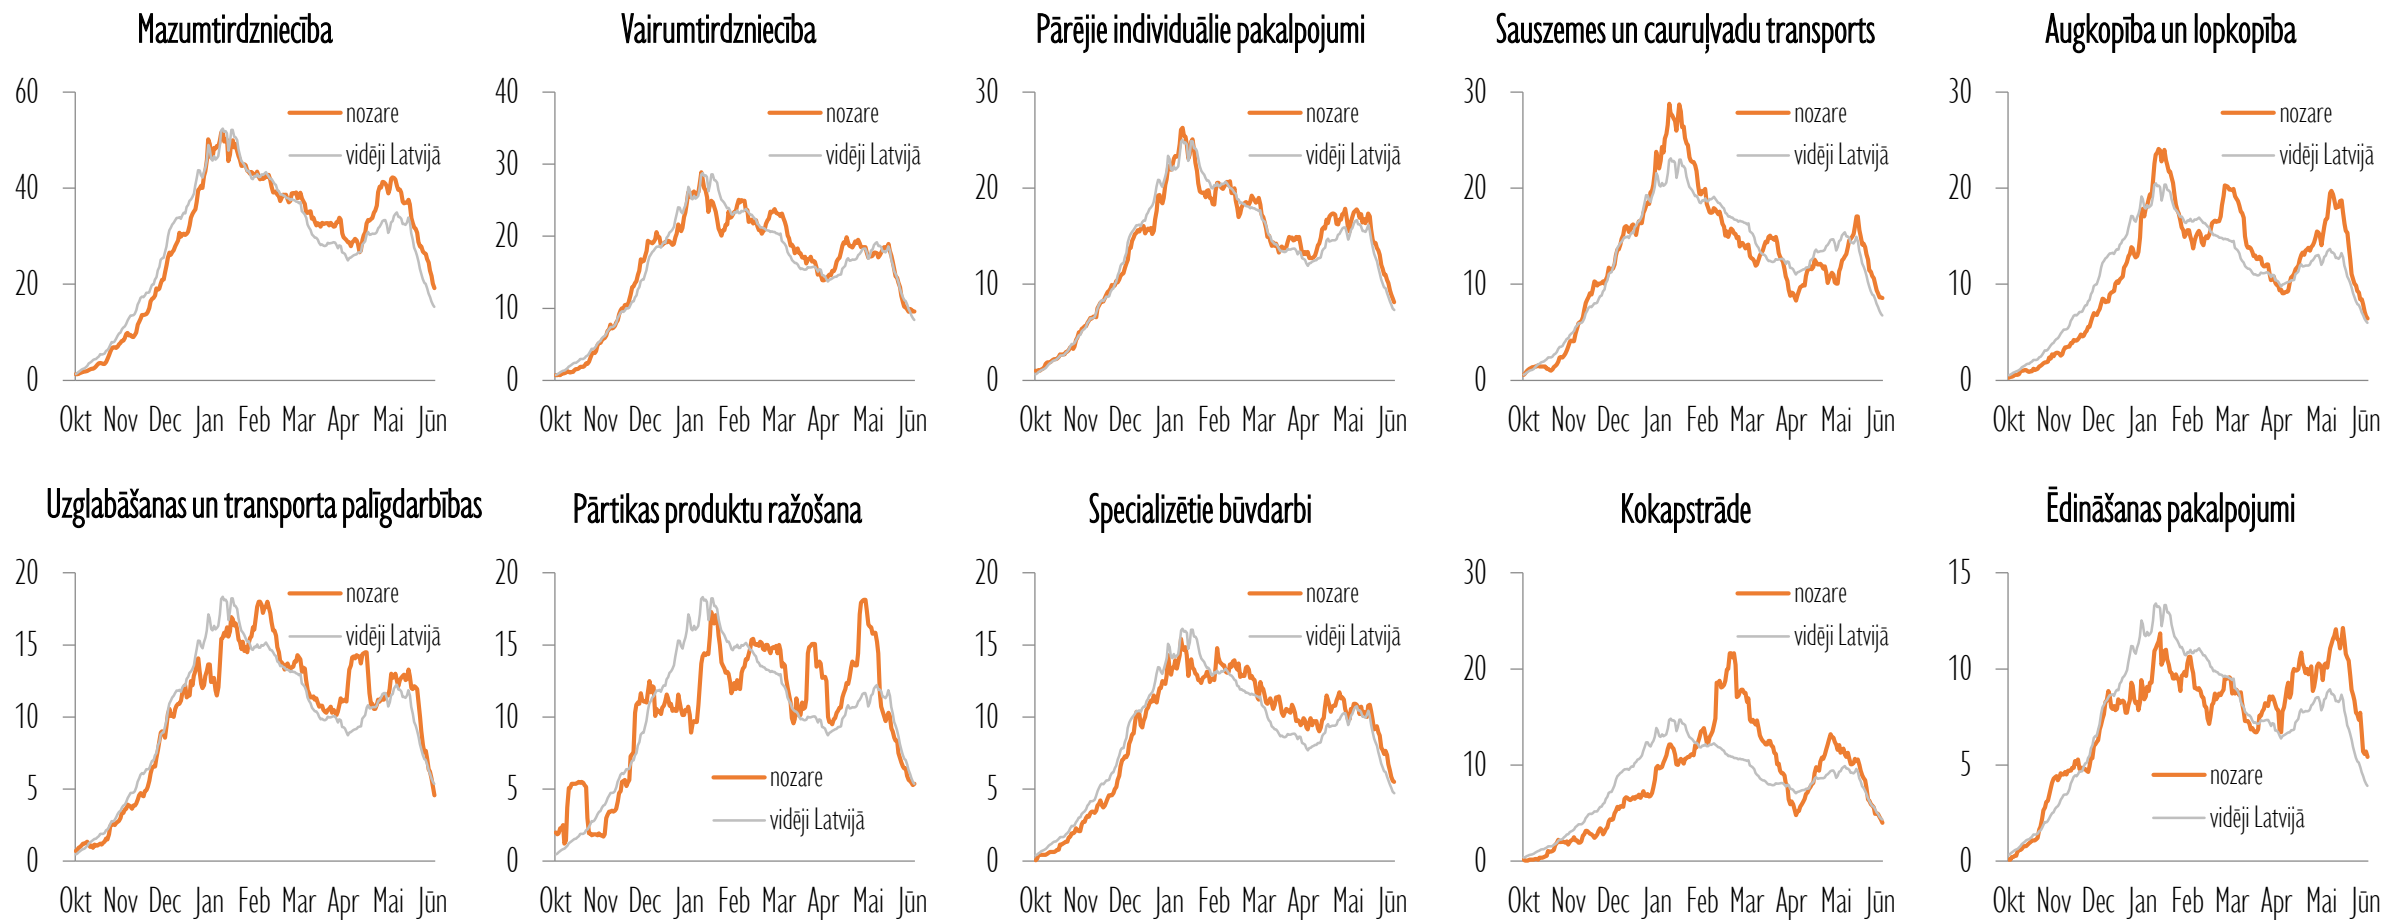 Mazumtirdzniecība
60
40
20
0
nozare
vidēji Latvijā
Okt Nov Dec Jan Feb Mar Apr Mai Jūn
Vairumtirdzniecība
40
30
20
10
0
nozare
vidēji Latvijā
Okt Nov Dec Jan Feb Mar Apr Mai Jūn
Pārējie individuālie pakalpojumi
30
20
10
0
nozare
vidēji Latvijā
Okt Nov Dec Jan Feb Mar Apr Mai Jūn
Sauszemes un cauruļvadu transports
30
20
10
0
nozare
vidēji Latvijā
Okt Nov Dec Jan Feb Mar Apr Mai Jūn
Augkopība un lopkopība
30
20
10
0
nozare
vidēji Latvijā
Okt Nov Dec Jan Feb Mar Apr Mai Jūn
Uzglabāšanas un transporta palīgdarbības
20
15
10
5
0
nozare
vidēji Latvijā
Okt Nov Dec Jan Feb Mar Apr Mai Jūn
Pārtikas produktu ražošana
20
15
10
5
0
nozare
vidēji Latvijā
Okt Nov Dec Jan Feb Mar Apr Mai Jūn
Specializētie būvdarbi
20
15
10
5
0
nozare
vidēji Latvijā
Okt Nov Dec Jan Feb Mar Apr Mai Jūn
Kokapstrāde
30
20
10
0
nozare
vidēji Latvijā
Okt Nov Dec Jan Feb Mar Apr Mai Jūn
Ēdināšanas pakalpojumi
15
10
5
0
nozare
vidēji Latvijā
Okt Nov Dec Jan Feb Mar Apr Mai Jūn